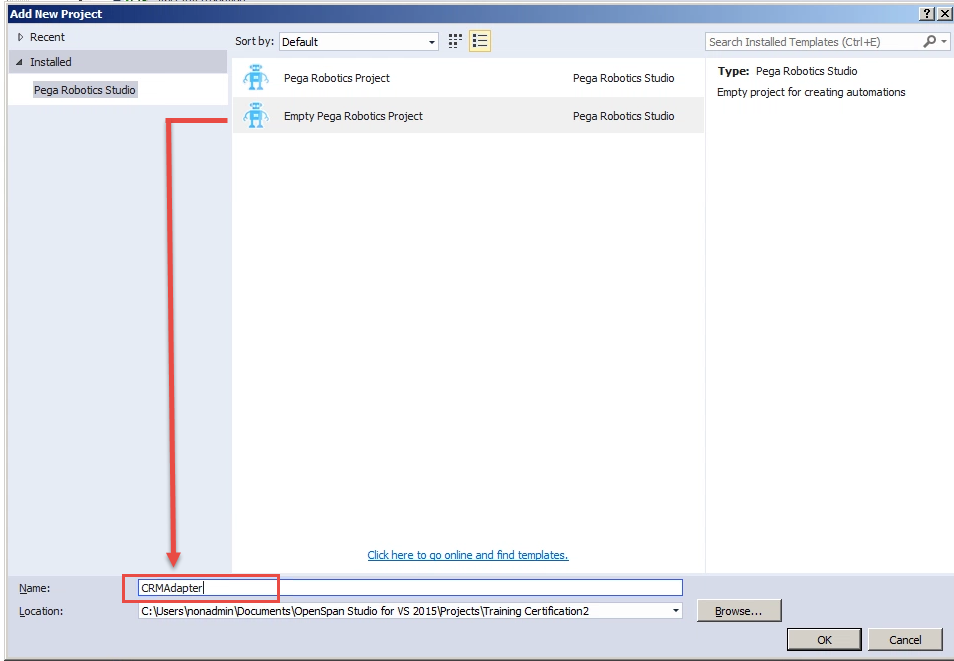 Add New Project
Recent
Sort by: Default
Search Installed Templates (Ctrl+E)
Installed
Pega Robotics Studio
Pega Robotics Project Pega Robotics Studio
Empty Pega Robotics Project Pega Robotics Studio
Type: Pega Robotics Studio
Empty project for creating automations
Click here to go online and find templates.
Name: CRMAdapter
Location: C:\Users\nonadmin\Documents\OpenSpan Studio for VS 2015\Projects\Training Certification2
Browse...
OK Cancel